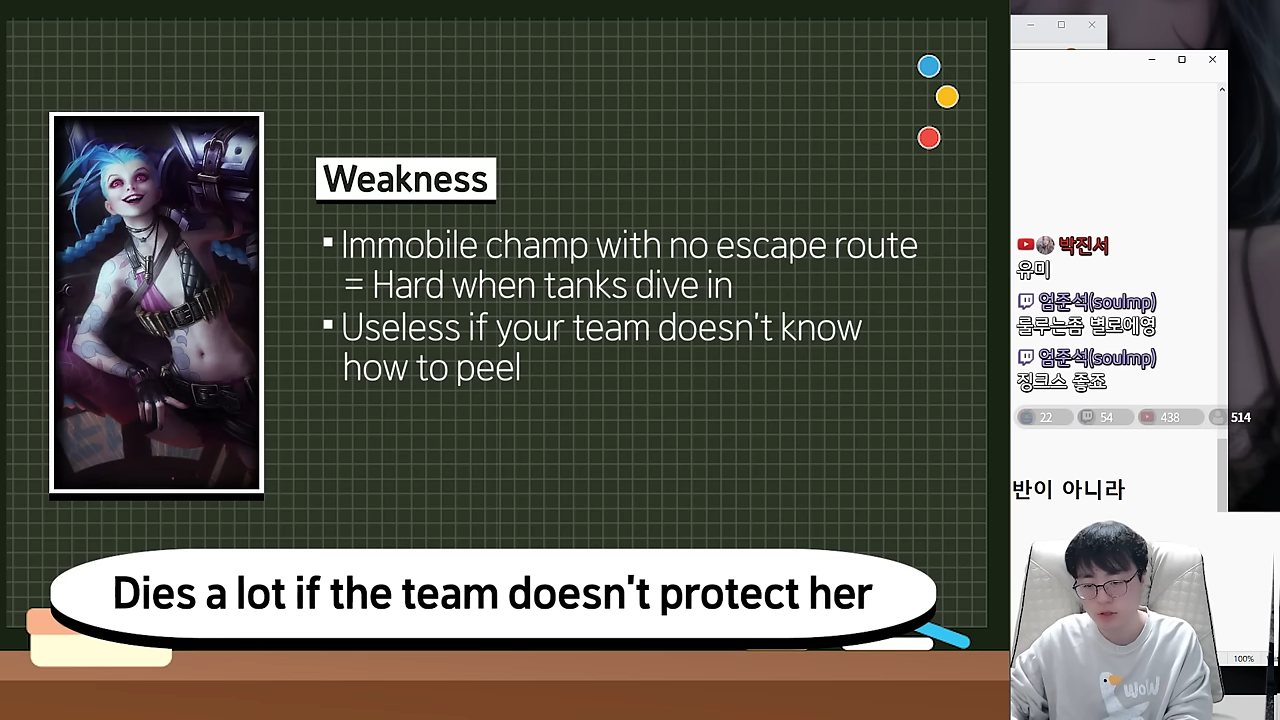 Weakness
▪ Immobile champ with no escape route
= Hard when tanks dive in
▪ Useless if your team doesn't know
how to peel
Dies a lot if the team doesn't protect her
박진서
유미
엄준석(soulmp)
룰루는좀 별로에영
엄준석(soulmp)
징크스 좋죠
22 54 438 514
반이 아니라
100%
WOW